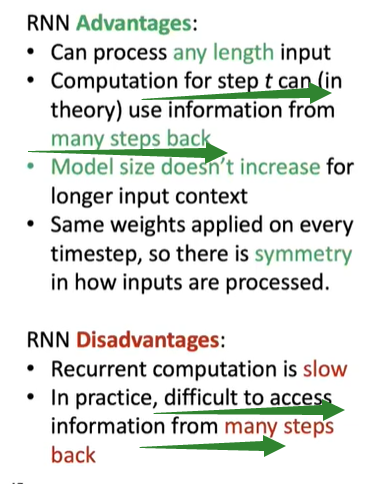 RNN Advantages:
• Can process any length input
• Computation for step t can (in
theory) use information from
many steps back
• Model size doesn't increase for
longer input context
• Same weights applied on every
timestep, so there is symmetry
in how inputs are processed.
RNN Disadvantages:
• Recurrent computation is slow
• In practice, difficult to access
information from many steps
back